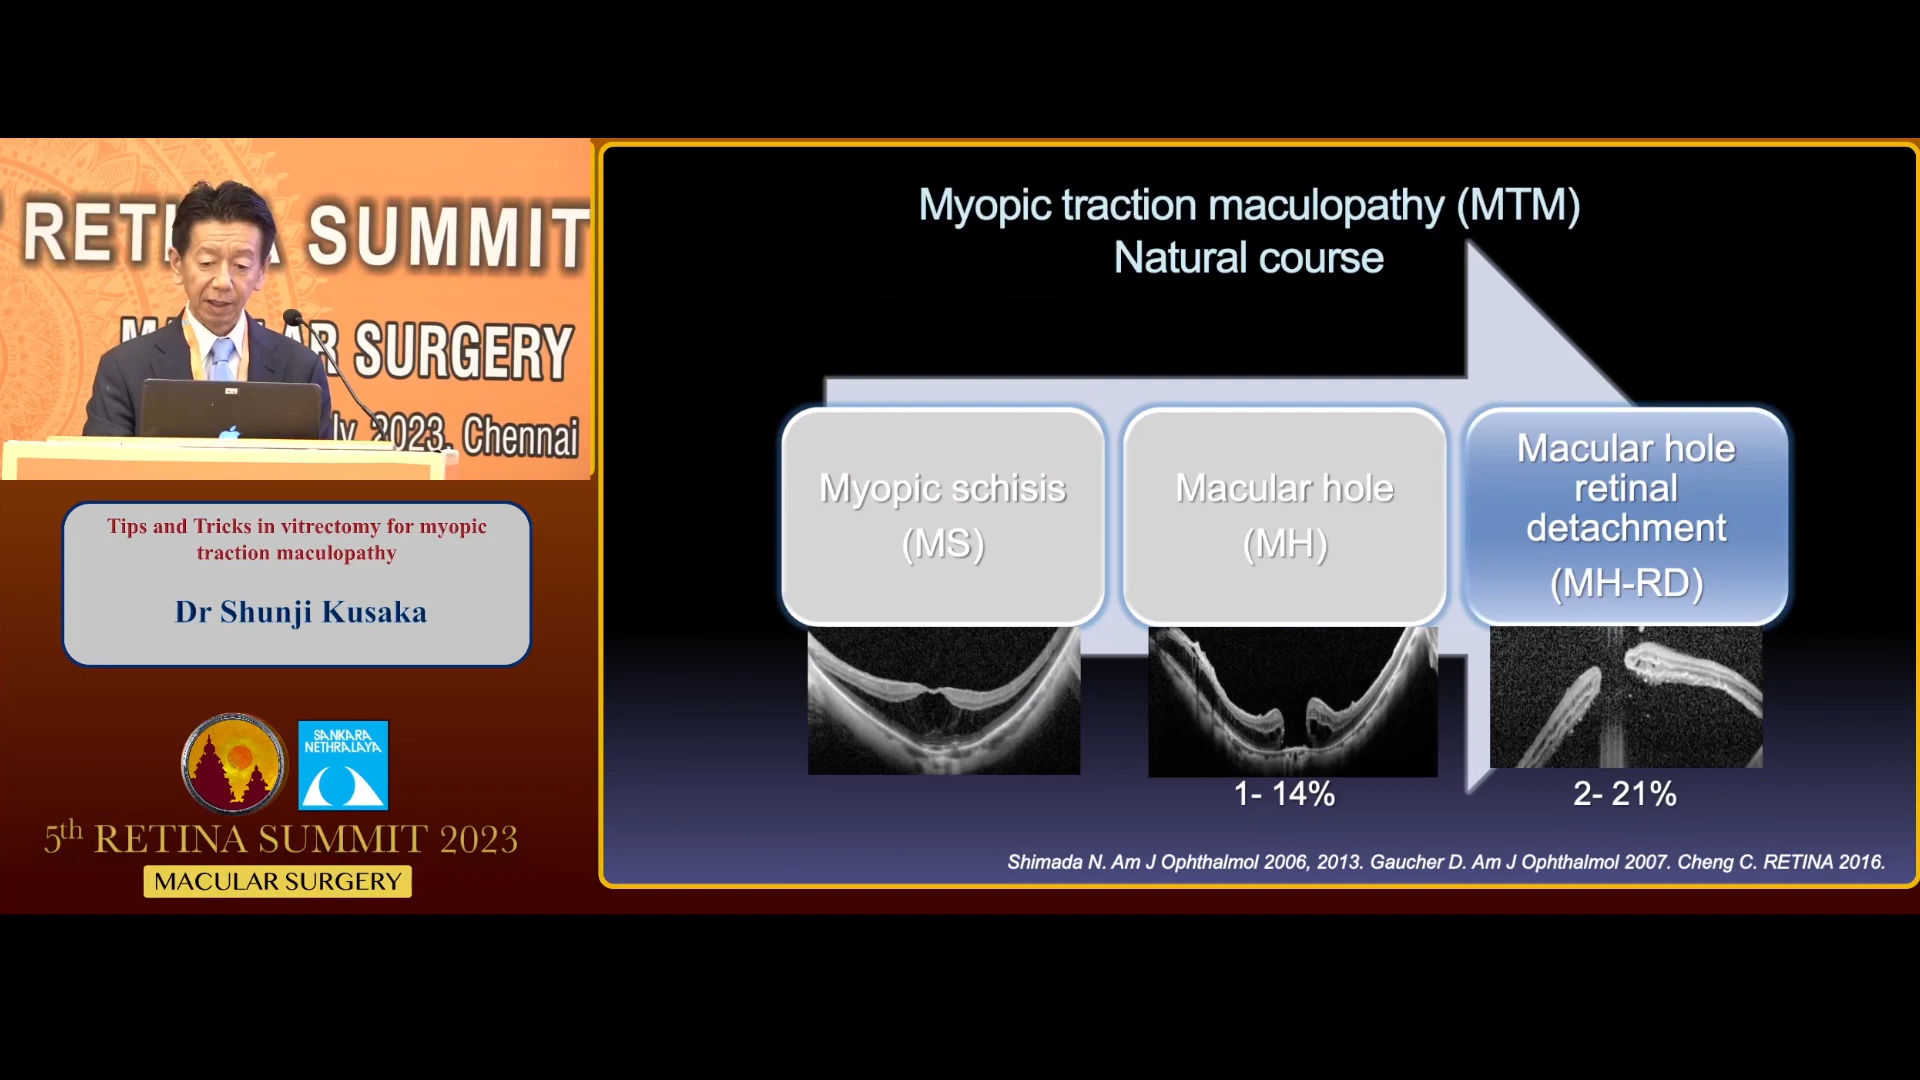 RETINA SUMMIT
MACULAR SURGERY
ly, 2023, Chennai
Tips and Tricks in vitrectomy for myopic
traction maculopathy
Dr Shunji Kusaka
SANKARA
NETHRALAYA
5th RETINA SUMMIT 2023
MACULAR SURGERY
Myopic traction maculopathy (MTM)
Natural course
Myopic schisis
(MS)
Macular hole
(MH)
Macular hole
retinal
detachment
(MH-RD)
1- 14%
2- 21%
Shimada N. Am J Ophthalmol 2006, 2013. Gaucher D. Am J Ophthalmol 2007. Cheng C. RETINA 2016.